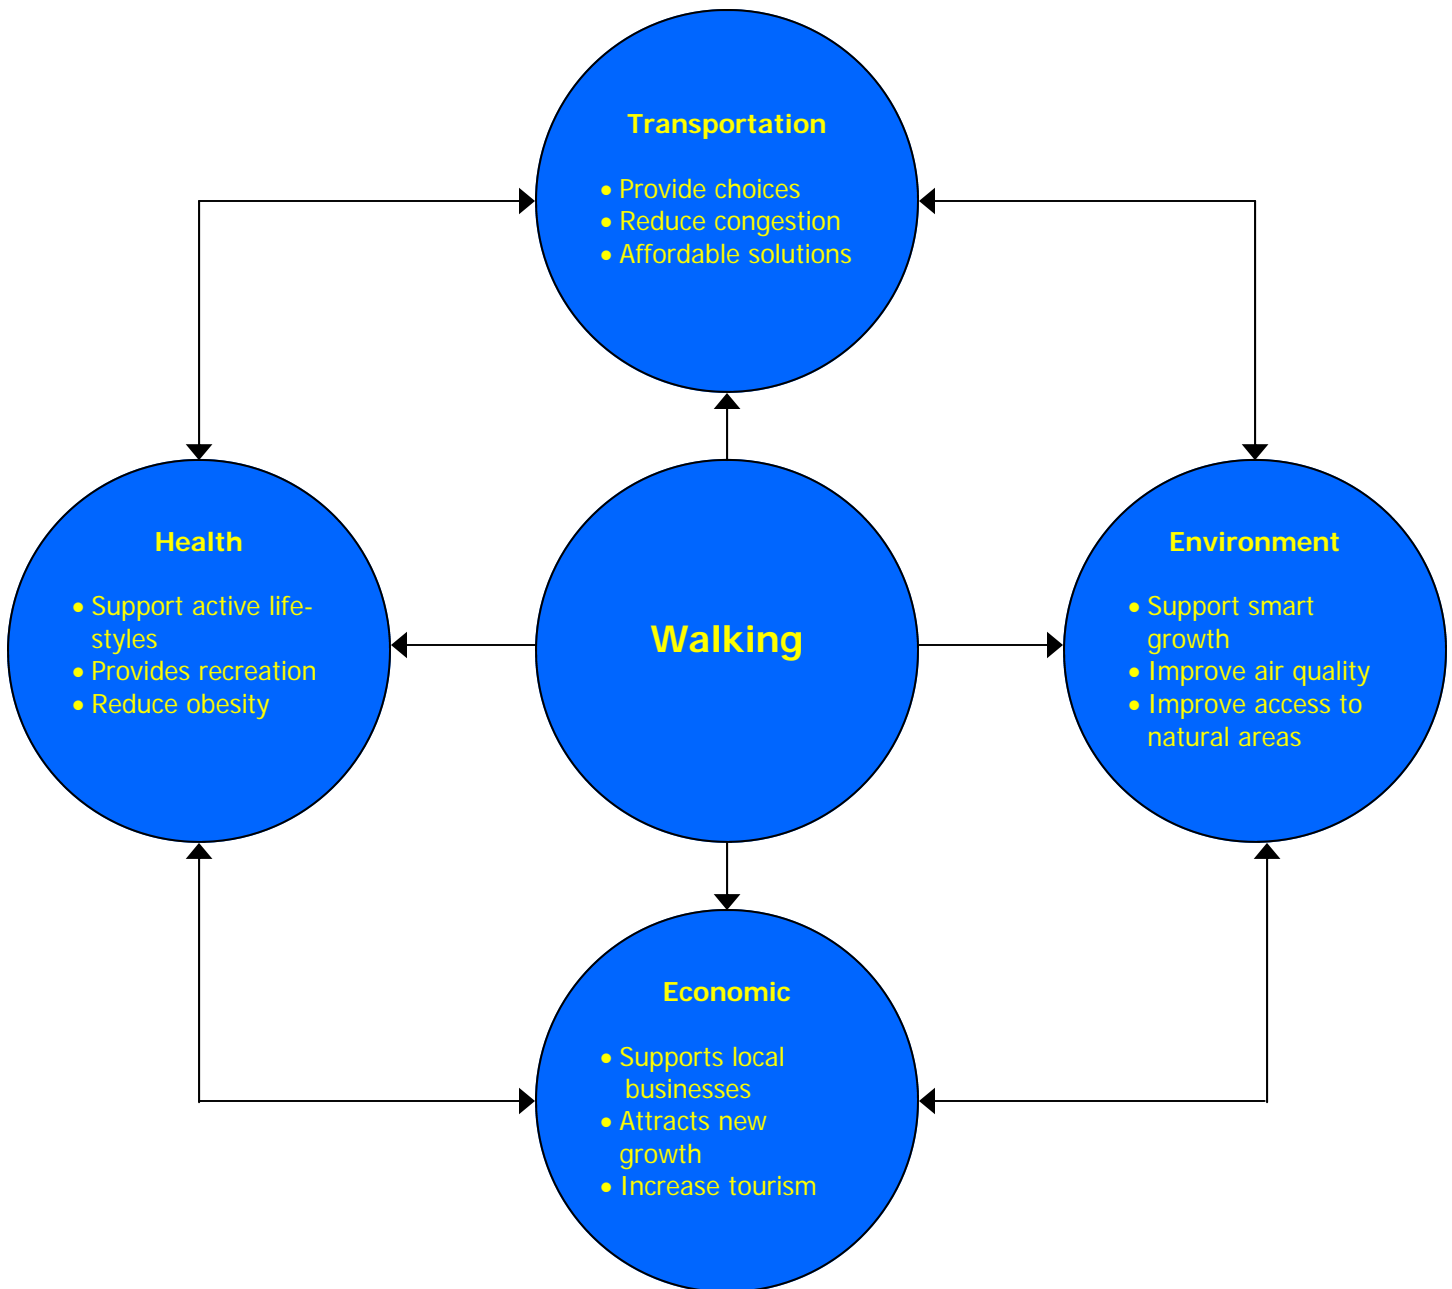 Transportation
• Provide choices
• Reduce congestion
• Affordable solutions
Health
• Support active life-
styles
• Provides recreation
• Reduce obesity
Walking
Environment
• Support smart
growth
• Improve air quality
• Improve access to
natural areas
Economic
• Supports local
businesses
• Attracts new
growth
• Increase tourism